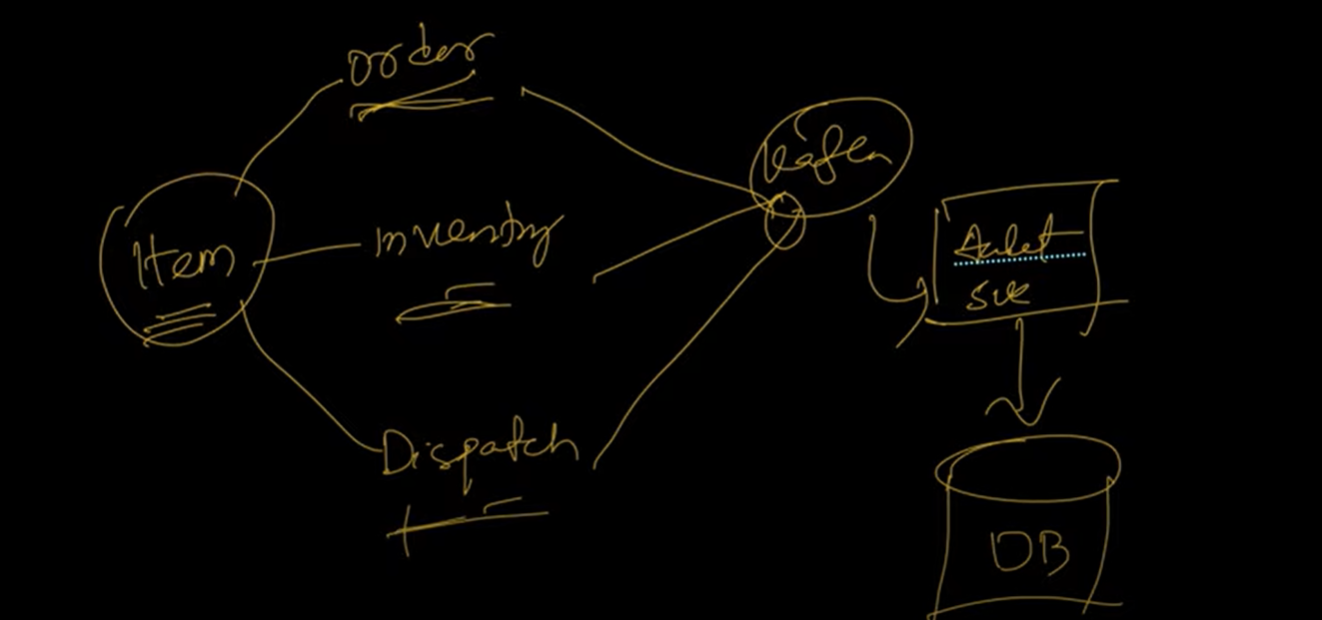 order
Item
Inventory
Dispatch
Kafka
Audit
svc
DB